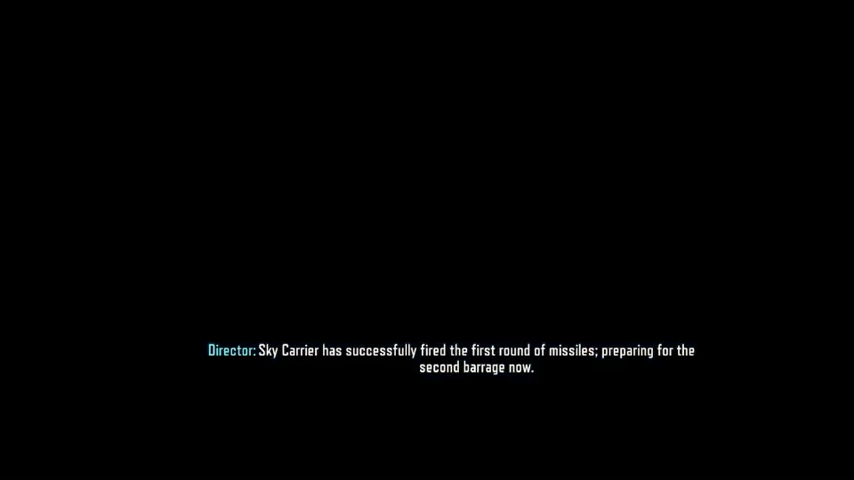 Director: Sky Carrier has successfully fired the first round of missiles; preparing for the
second barrage now.